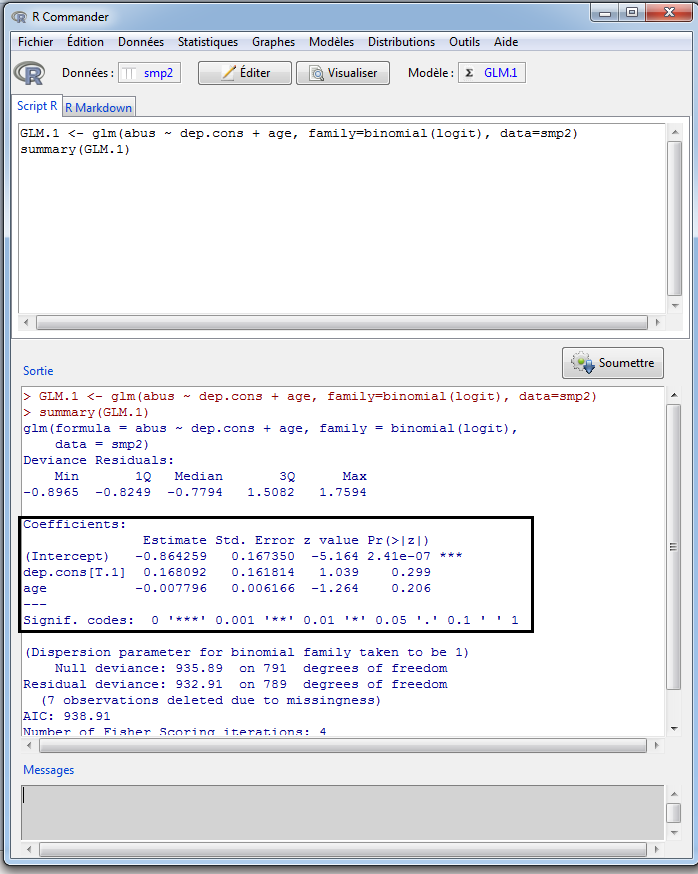 R Commander
Fichier Édition Données Statistiques Graphes Modèles Distributions Outils Aide
R Données : smp2 Éditer Visualiser Modèle : Σ GLM.1
Script R R Markdown
GLM.1 <- glm(abus ~ dep.cons + age, family=binomial(logit), data=smp2)
summary(GLM.1)
Soumettre
Sortie
> GLM.1 <- glm(abus ~ dep.cons + age, family=binomial(logit), data=smp2)
> summary(GLM.1)
glm(formula = abus ~ dep.cons + age, family = binomial(logit),
    data = smp2)
Deviance Residuals:
    Min       1Q   Median       3Q      Max
-0.8965  -0.8249  -0.7794   1.5082   1.7594
Coefficients:
               Estimate Std. Error z value Pr(>|z|)
(Intercept)   -0.864259   0.167350  -5.164 2.41e-07 ***
dep.cons[T.1]  0.168092   0.161814   1.039    0.299
age           -0.007796   0.006166  -1.264    0.206
---
Signif. codes:  0 '***' 0.001 '**' 0.01 '*' 0.05 '.' 0.1 ' ' 1
(Dispersion parameter for binomial family taken to be 1)
    Null deviance: 935.89  on 791  degrees of freedom
Residual deviance: 932.91  on 789  degrees of freedom
  (7 observations deleted due to missingness)
AIC: 938.91
Number of Fisher Scoring iterations: 4
Messages